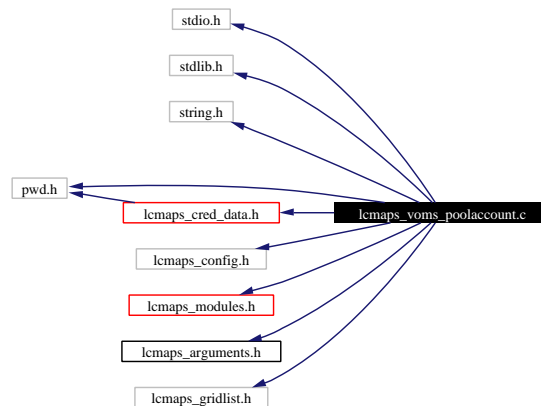 stdio.h
stdlib.h
string.h
pwd.h
lcmaps_cred_data.h
lcmaps_voms_poolaccount.c
lcmaps_config.h
lcmaps_modules.h
lcmaps_arguments.h
lcmaps_gridlist.h